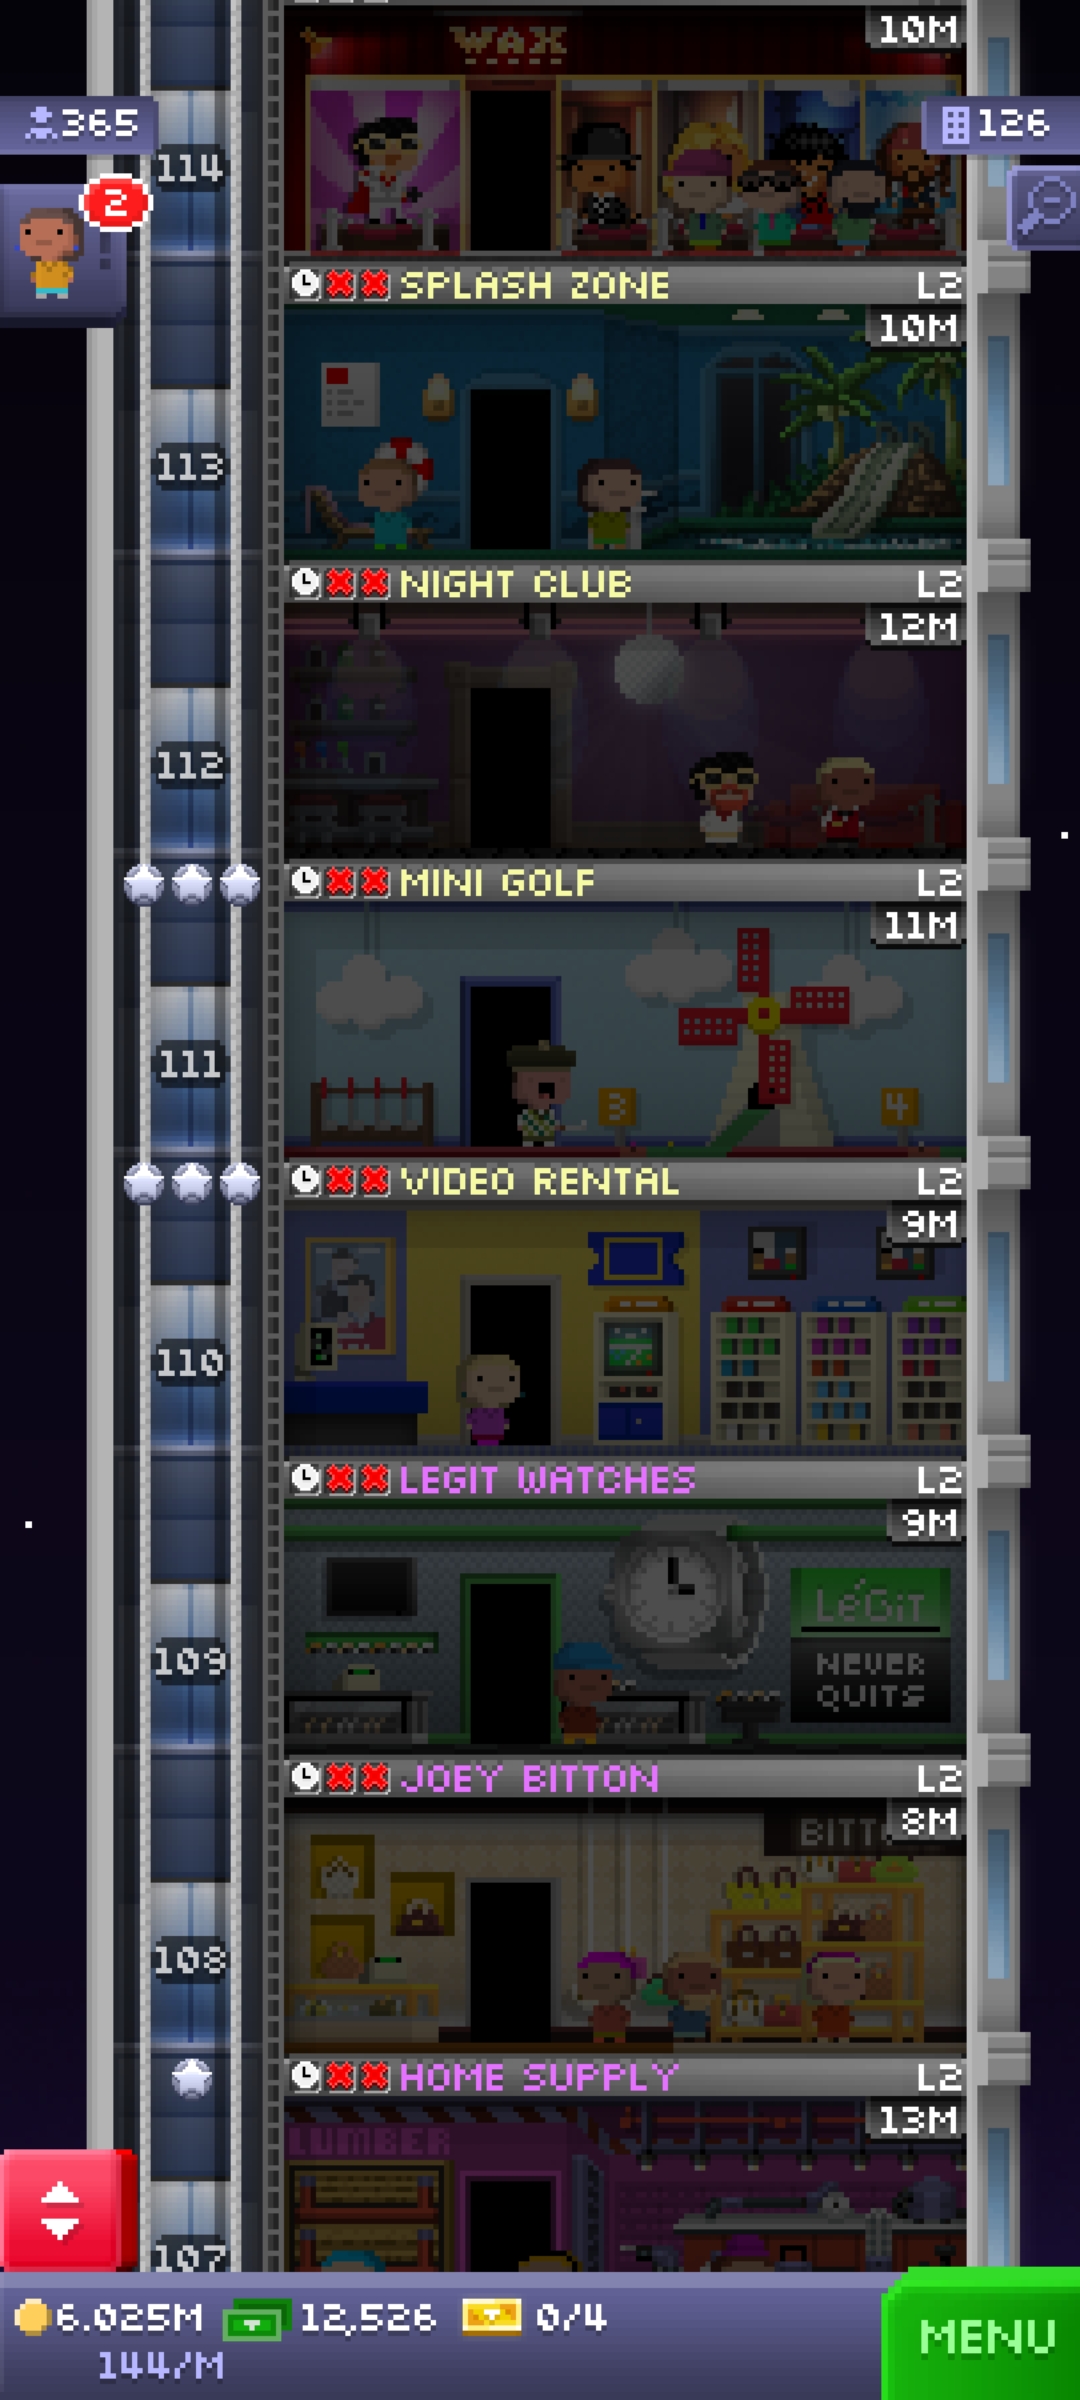 WAX
10M
365
126
114
2
!
SPLASH ZONE L2
10M
113
NIGHT CLUB L2
12M
112
MINI GOLF L2
11M
3
4
111
VIDEO RENTAL L2
9M
110
LEGIT WATCHES L2
9M
LéGiT
NEVER
QUITS
109
JOEY BITTON L2
8M
BITT
108
HOME SUPPLY L2
13M
LUMBER
107
6.025M 12,526 0/4
144/M
MENU